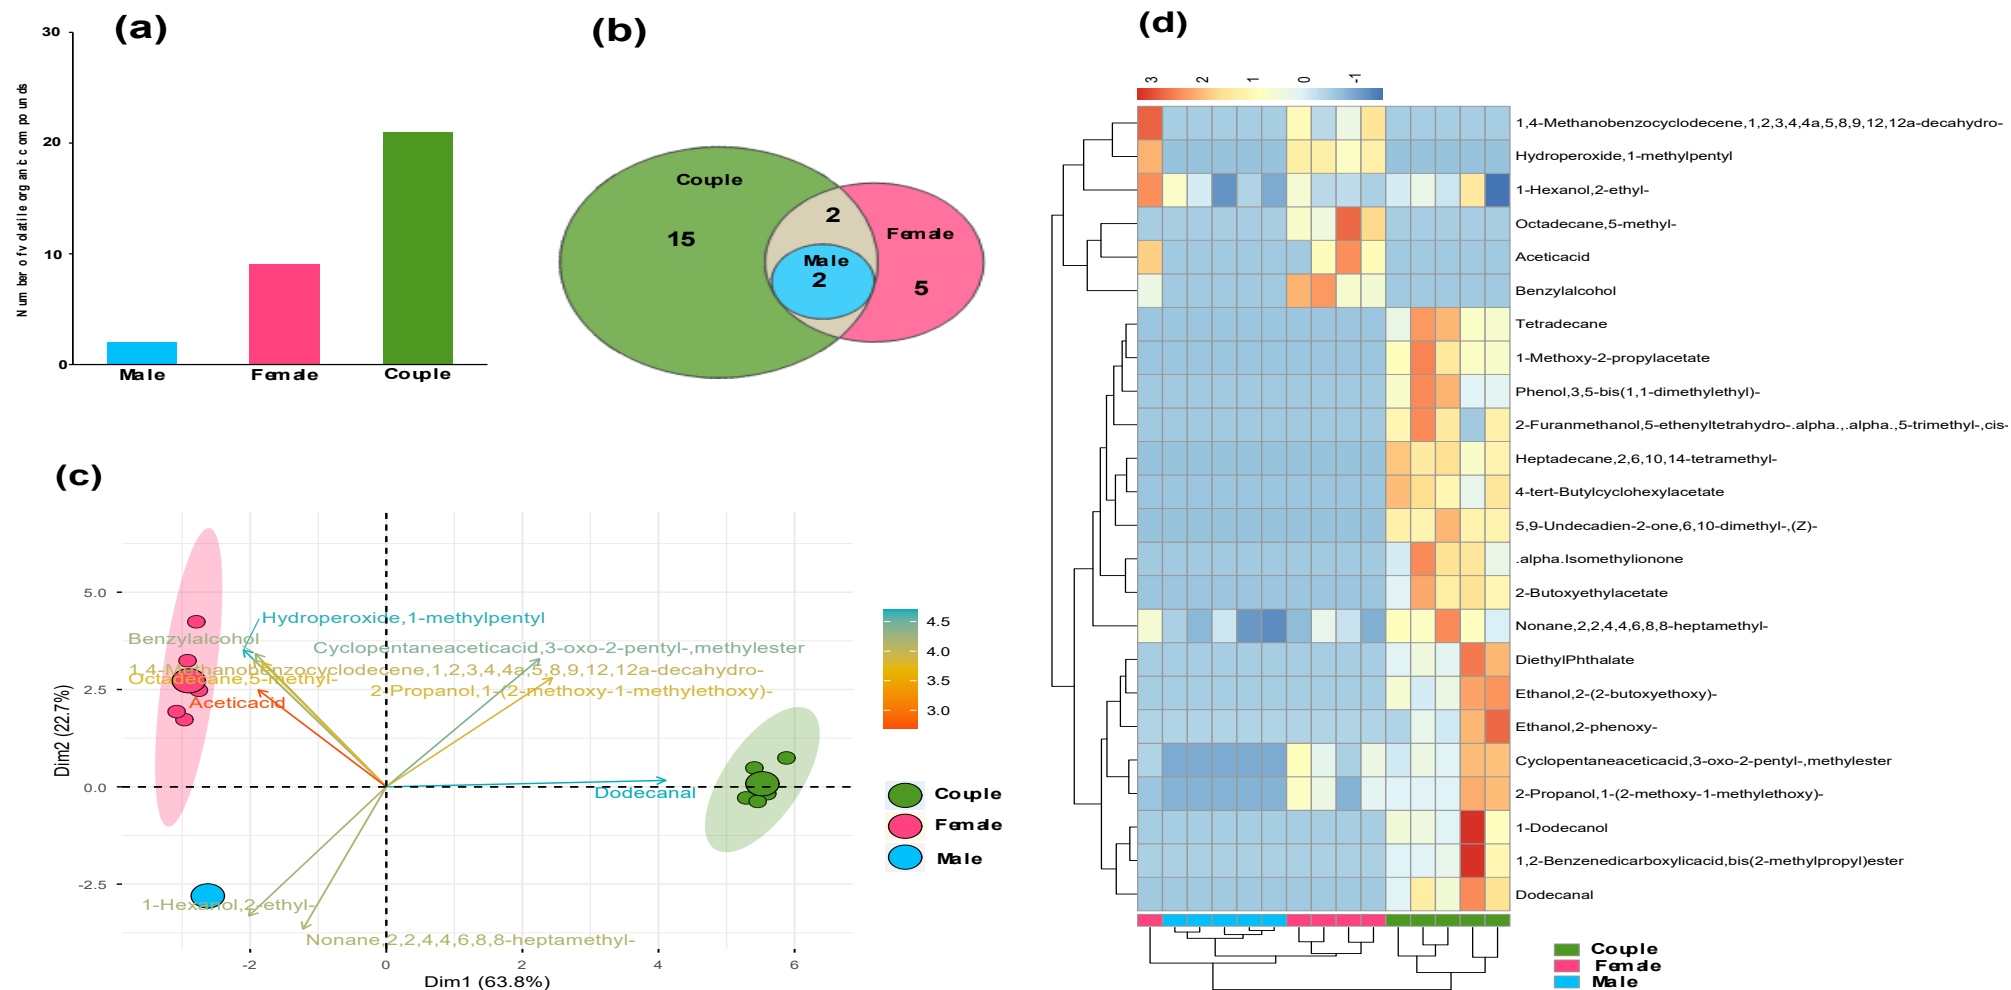 (a)
Number of volatile organic compounds
30
20
10
0
Male
Female
Couple
(b)
Couple
15
2
Female
Male
2
5
(c)
Dim2 (22.7%)
5.0
2.5
0.0
-2.5
Hydroperoxide,1-methylpentyl
Benzylalcohol
Cyclopentaneaceticacid,3-oxo-2-pentyl-,methylester
1,4-Methanobenzocyclodecene,1,2,3,4,4a,5,8,9,12,12a-decahydro-
Octadecane,5-methyl-
2-Propanol,1-(2-methoxy-1-methylethoxy)-
Aceticacid
Dodecanal
1-Hexanol,2-ethyl-
Nonane,2,2,4,4,6,8,8-heptamethyl-
-2
0
2
4
6
Dim1 (63.8%)
4.5
4.0
3.5
3.0
Couple
Female
Male
(d)
3
2
1
0
-1
1,4-Methanobenzocyclodecene,1,2,3,4,4a,5,8,9,12,12a-decahydro-
Hydroperoxide,1-methylpentyl
1-Hexanol,2-ethyl-
Octadecane,5-methyl-
Aceticacid
Benzylalcohol
Tetradecane
1-Methoxy-2-propylacetate
Phenol,3,5-bis(1,1-dimethylethyl)-
2-Furanmethanol,5-ethenyltetrahydro-.alpha.,.alpha.,5-trimethyl-,cis-
Heptadecane,2,6,10,14-tetramethyl-
4-tert-Butylcyclohexylacetate
5,9-Undecadien-2-one,6,10-dimethyl-,(Z)-
.alpha.Isomethylionone
2-Butoxyethylacetate
Nonane,2,2,4,4,6,8,8-heptamethyl-
DiethylPhthalate
Ethanol,2-(2-butoxyethoxy)-
Ethanol,2-phenoxy-
Cyclopentaneaceticacid,3-oxo-2-pentyl-,methylester
2-Propanol,1-(2-methoxy-1-methylethoxy)-
1-Dodecanol
1,2-Benzenedicarboxylicacid,bis(2-methylpropyl)ester
Dodecanal
Couple
Female
Male